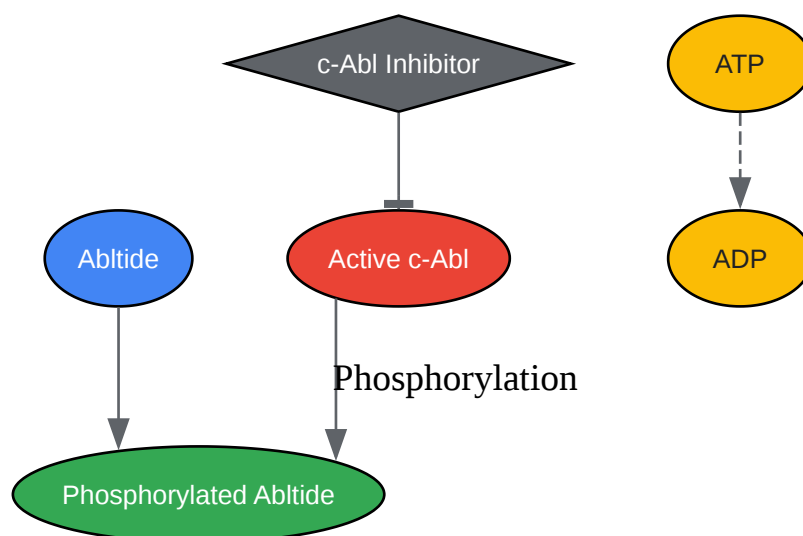 c-Abl Inhibitor
ATP
Abltide
Active c-Abl
ADP
Phosphorylation
Phosphorylated Abltide